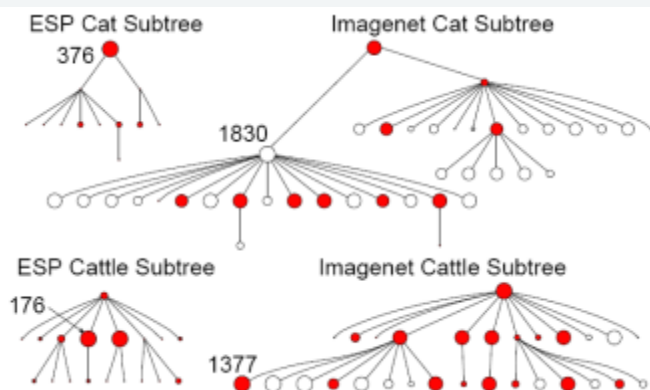 ESP Cat Subtree
Imagenet Cat Subtree
376
1830
ESP Cattle Subtree
Imagenet Cattle Subtree
176
1377